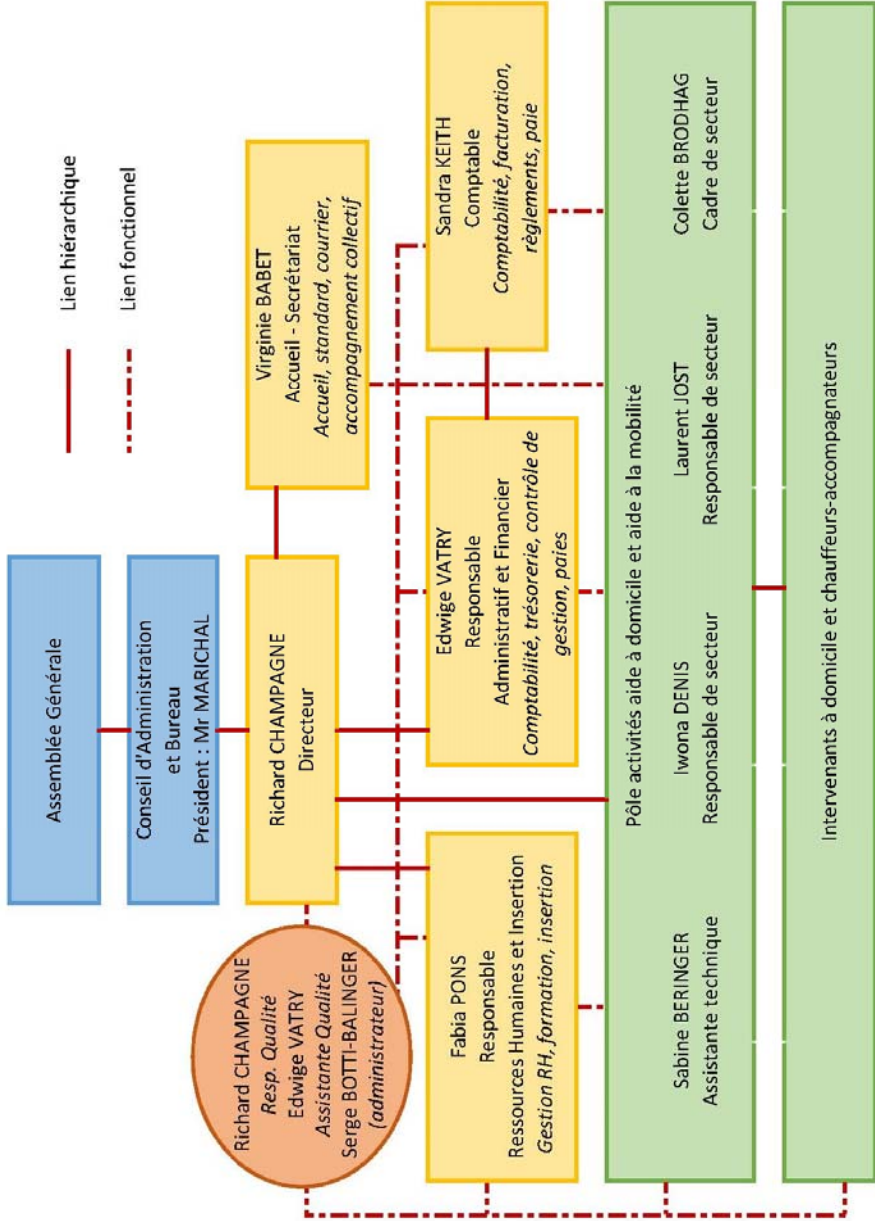 Assemblée Générale
Lien hiérarchique
Lien fonctionnel
Conseil d'Administration
et Bureau
Président : Mr MARICHAL
Richard CHAMPAGNE
Directeur
Virginie BABET
Accueil - Secrétariat
Accueil, standard, courrier,
accompagnement collectif
Richard CHAMPAGNE
Resp. Qualité
Edwige VATRY
Assistante Qualité
Serge BOTTI-BALINGER
(administrateur)
Fabia PONS
Responsable
Ressources Humaines et Insertion
Gestion RH, formation, insertion
Edwige VATRY
Responsable
Administratif et Financier
Comptabilité, trésorerie, contrôle de
gestion, paies
Sandra KEITH
Comptable
Comptabilité, facturation,
règlements, paie
Pôle activités aide à domicile et aide à la mobilité
Sabine BERINGER
Assistante technique
Iwona DENIS
Responsable de secteur
Laurent JOST
Responsable de secteur
Colette BRODHAG
Cadre de secteur
Intervenants à domicile et chauffeurs-accompagnateurs